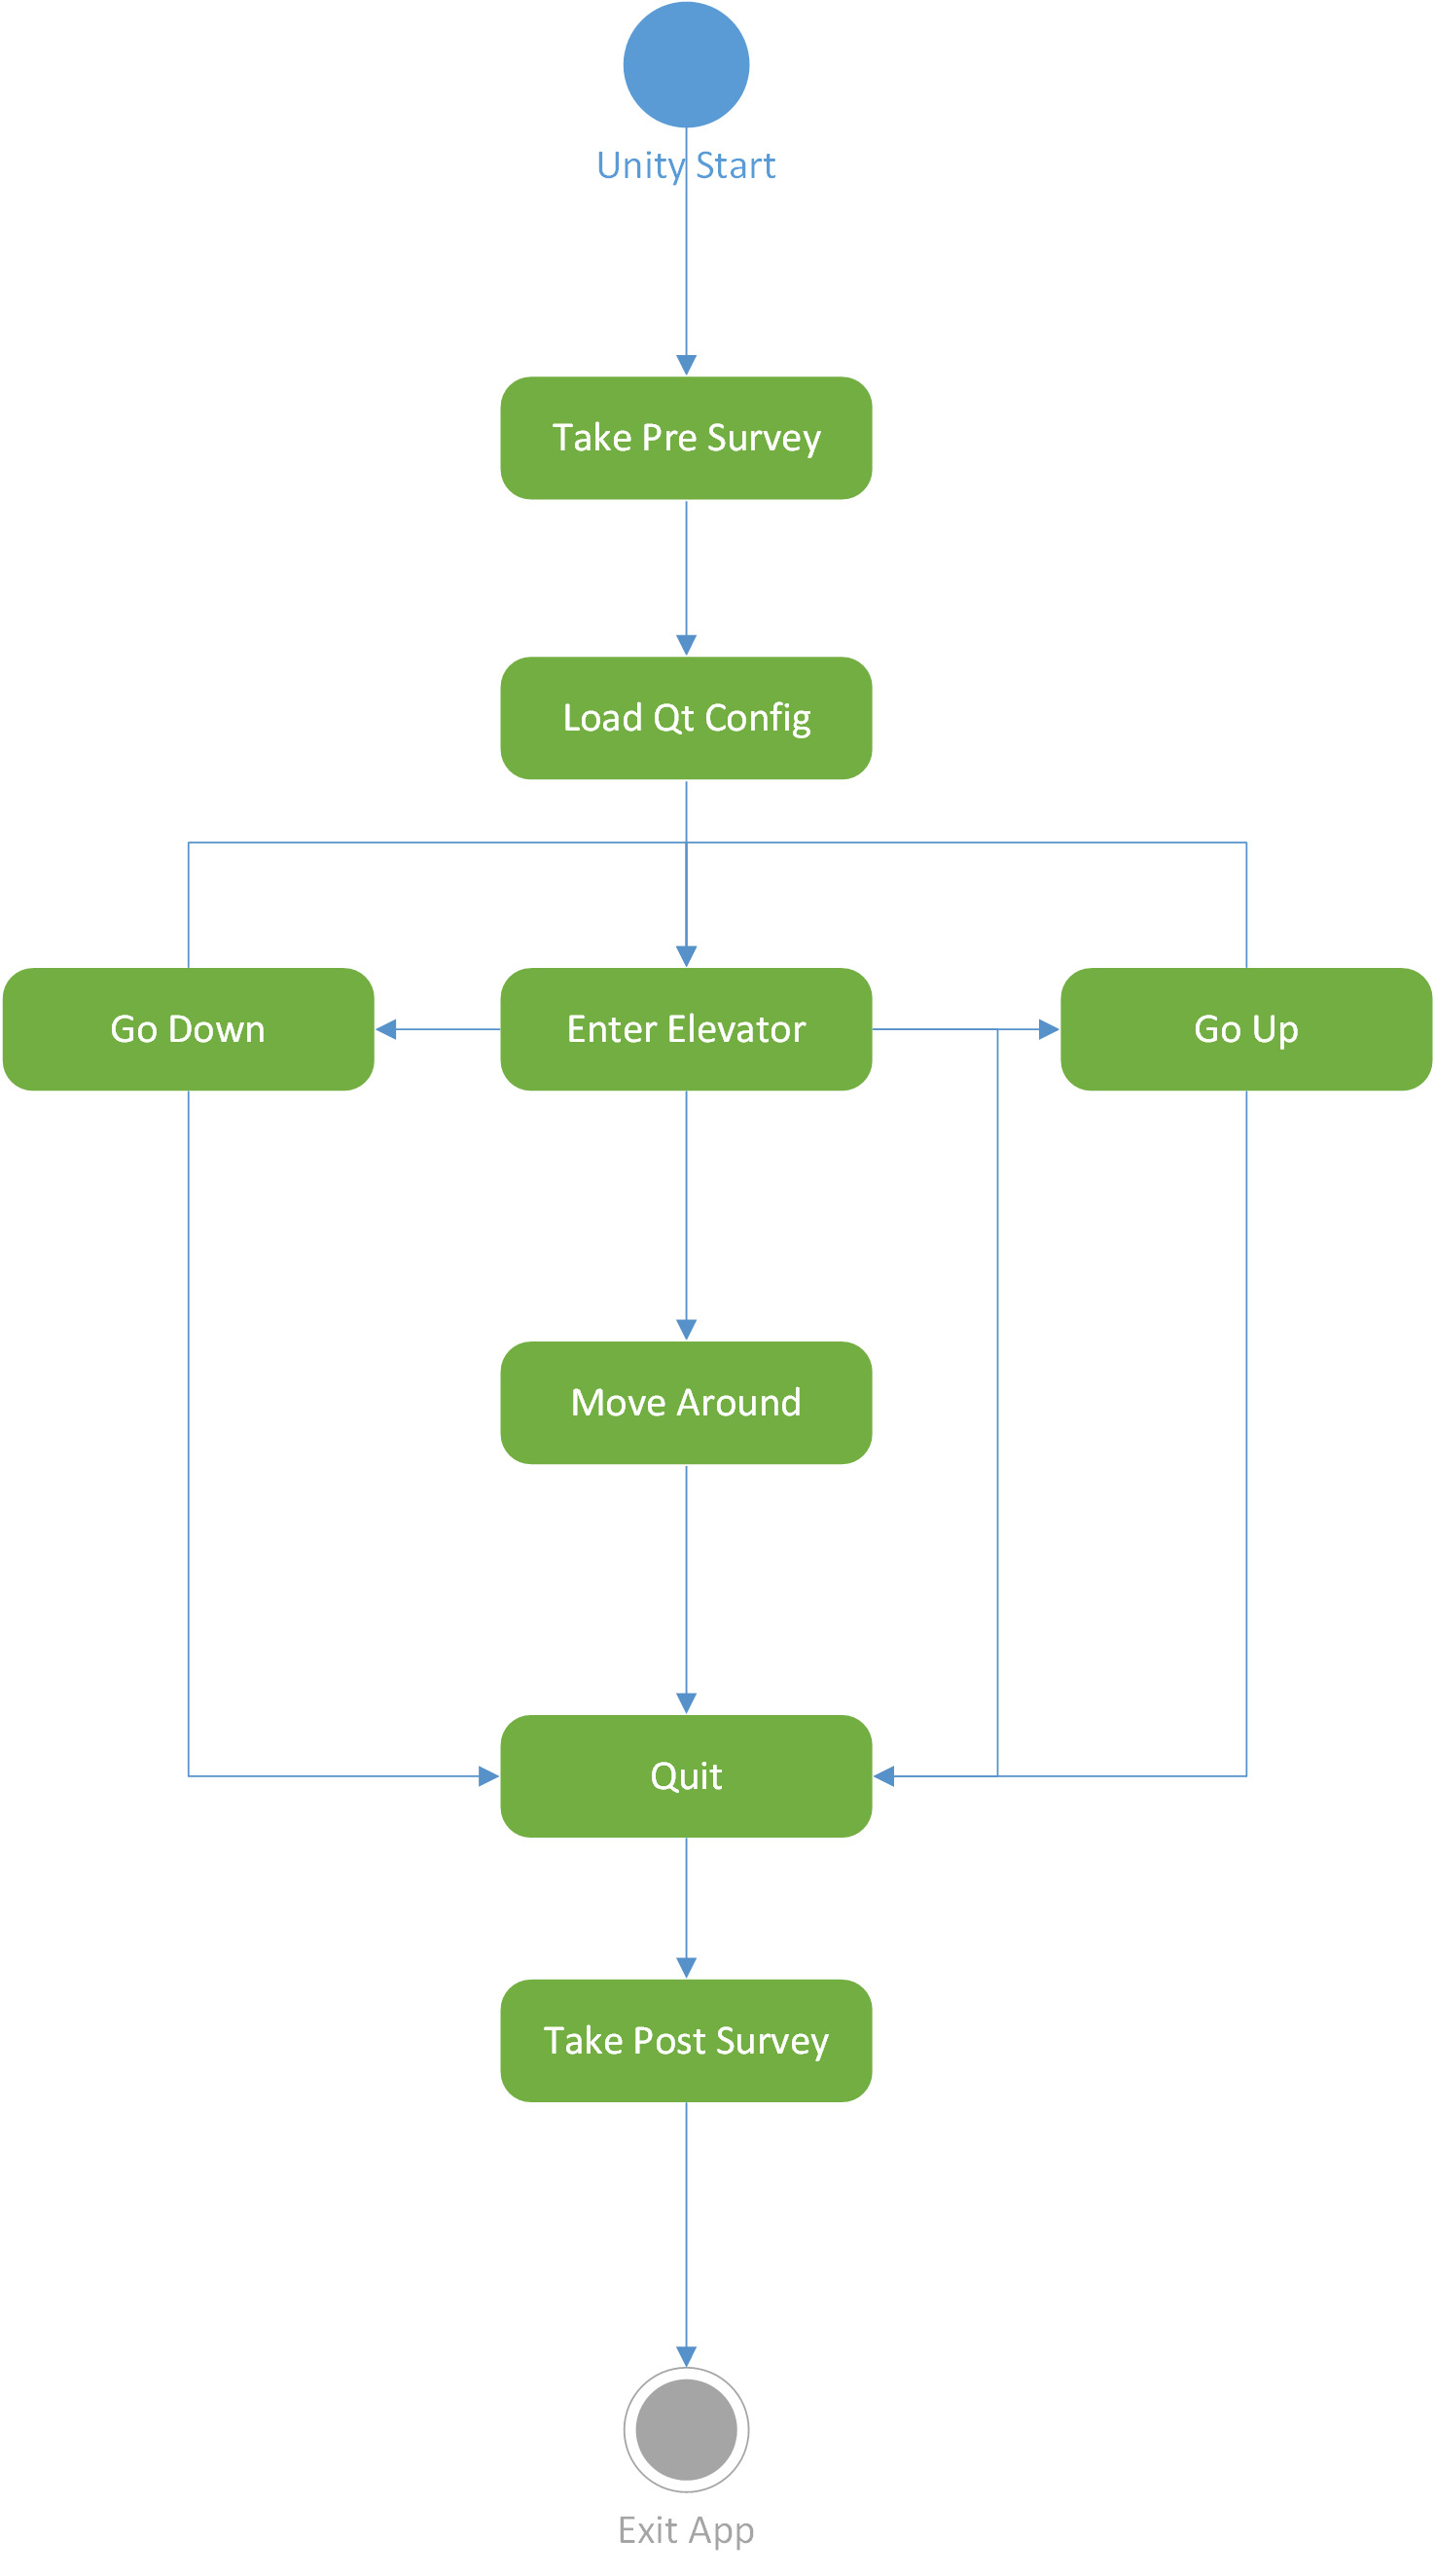 Unity Start
Take Pre Survey
Load Qt Config
Go Down
Enter Elevator
Go Up
Move Around
Quit
Take Post Survey
Exit App